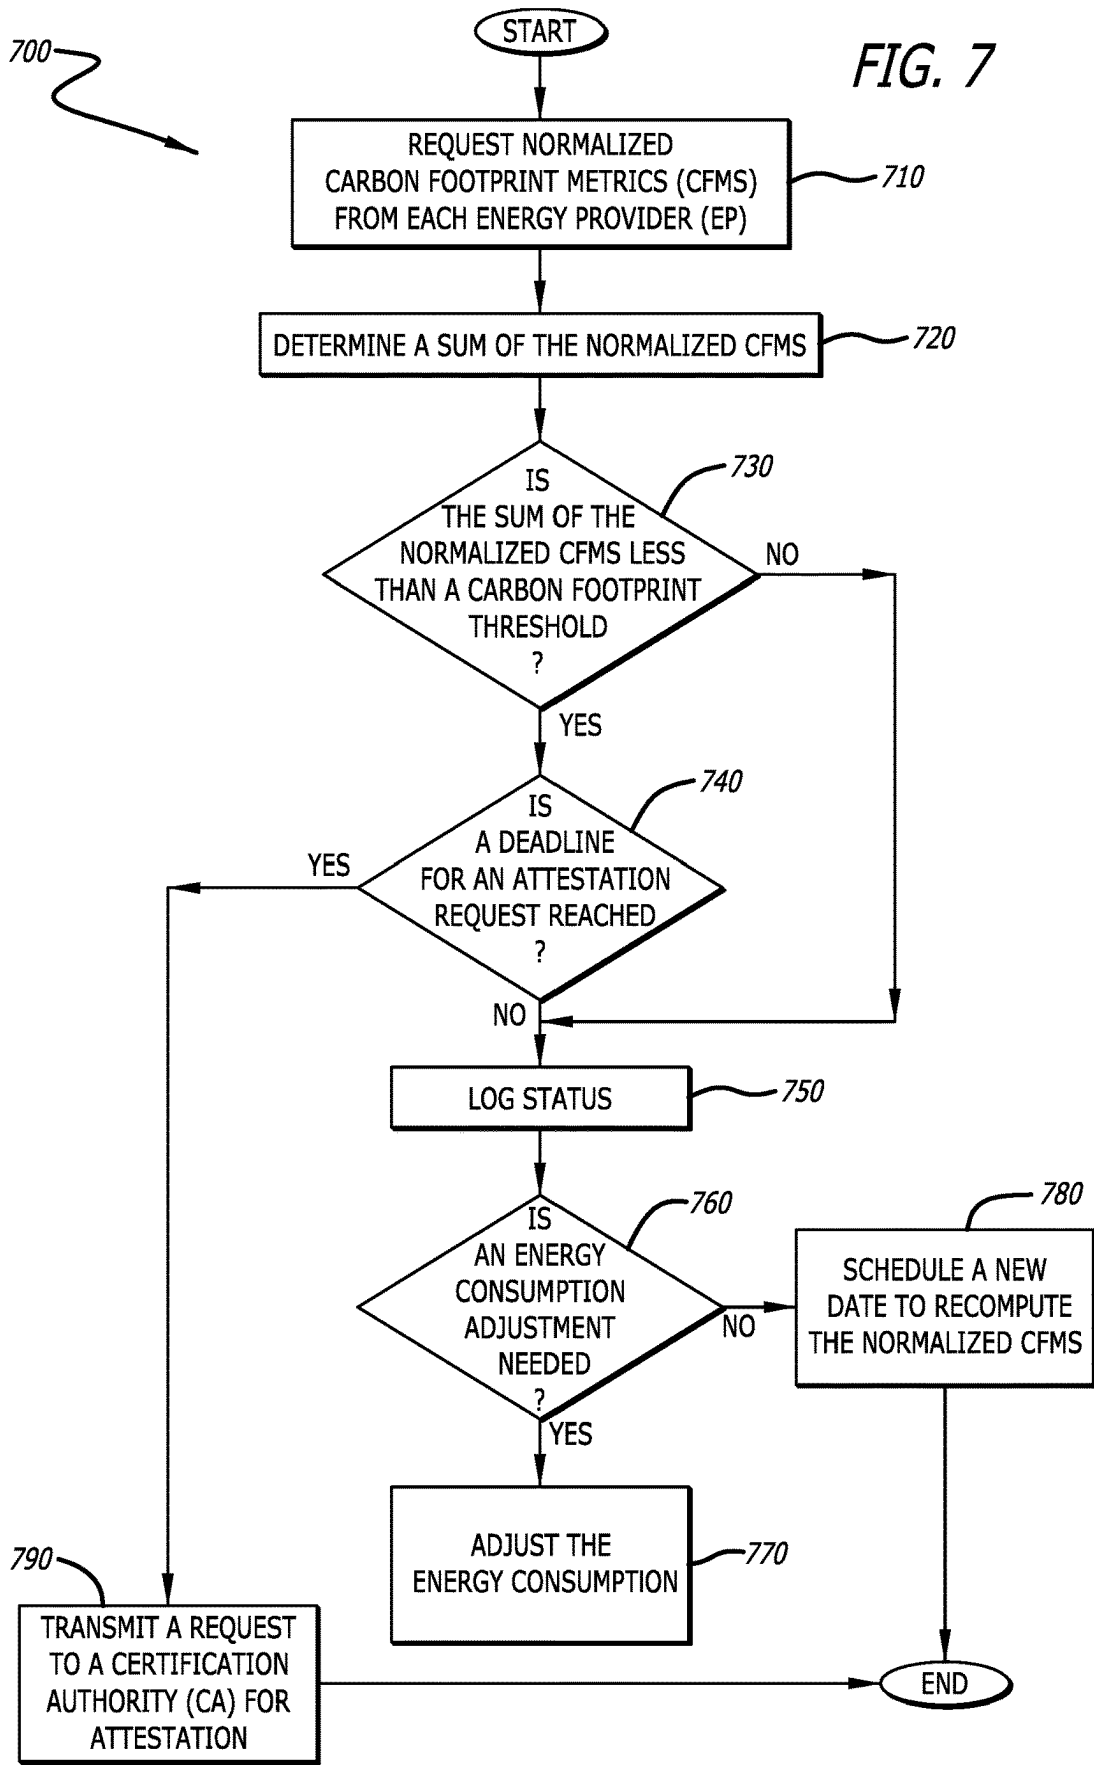 START
700
FIG. 7
REQUEST NORMALIZED
CARBON FOOTPRINT METRICS (CFMS)
FROM EACH ENERGY PROVIDER (EP)
710
DETERMINE A SUM OF THE NORMALIZED CFMS
720
730
IS
THE SUM OF THE
NORMALIZED CFMS LESS
THAN A CARBON FOOTPRINT
THRESHOLD
?
NO
YES
740
IS
A DEADLINE
FOR AN ATTESTATION
REQUEST REACHED
?
YES
NO
LOG STATUS
750
760
IS
AN ENERGY
CONSUMPTION
ADJUSTMENT
NEEDED
?
NO
YES
780
SCHEDULE A NEW
DATE TO RECOMPUTE
THE NORMALIZED CFMS
ADJUST THE
ENERGY CONSUMPTION
770
790
TRANSMIT A REQUEST
TO A CERTIFICATION
AUTHORITY (CA) FOR
ATTESTATION
END